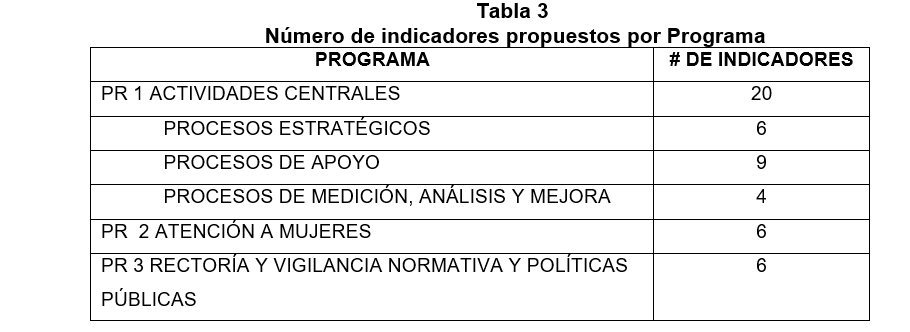 Tabla 3
Número de indicadores propuestos por Programa
PROGRAMA # DE INDICADORES
PR 1 ACTIVIDADES CENTRALES 20
PROCESOS ESTRATÉGICOS 6
PROCESOS DE APOYO 9
PROCESOS DE MEDICIÓN, ANÁLISIS Y MEJORA 4
PR 2 ATENCIÓN A MUJERES 6
PR 3 RECTORÍA Y VIGILANCIA NORMATIVA Y POLÍTICAS 6
PÚBLICAS